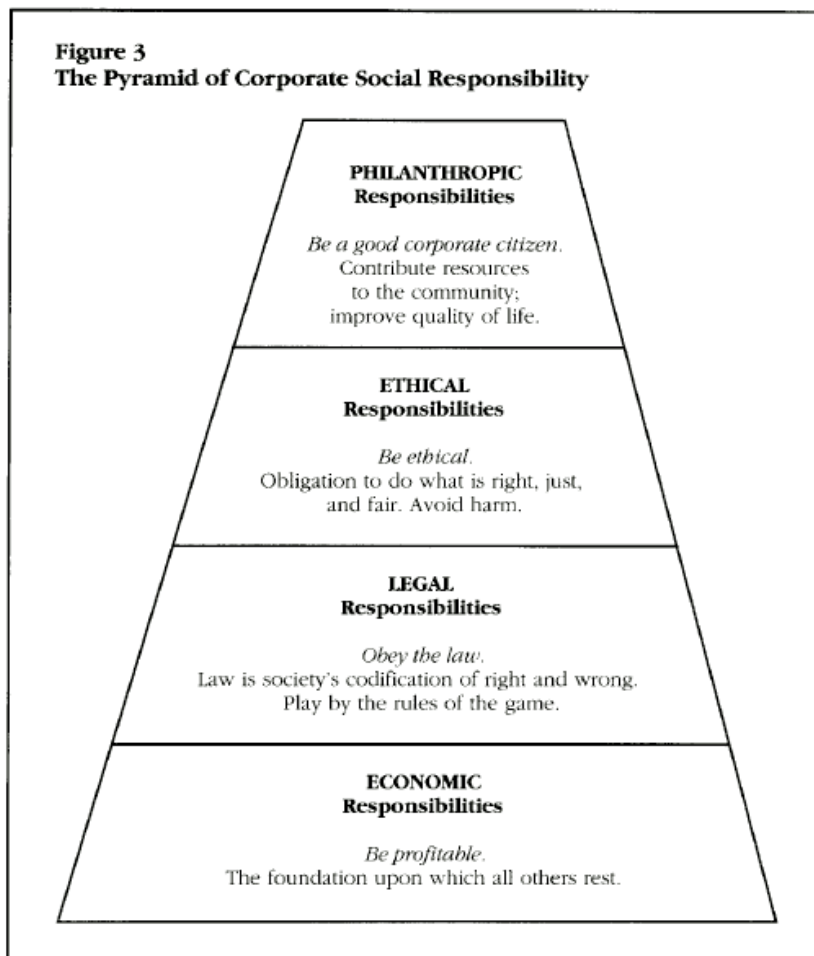 Figure 3
The Pyramid of Corporate Social Responsibility
PHILANTHROPIC
Responsibilities
Be a good corporate citizen.
Contribute resources
to the community;
improve quality of life.
ETHICAL
Responsibilities
Be ethical.
Obligation to do what is right, just,
and fair. Avoid harm.
LEGAL
Responsibilities
Obey the law.
Law is society's codification of right and wrong.
Play by the rules of the game.
ECONOMIC
Responsibilities
Be profitable.
The foundation upon which all others rest.